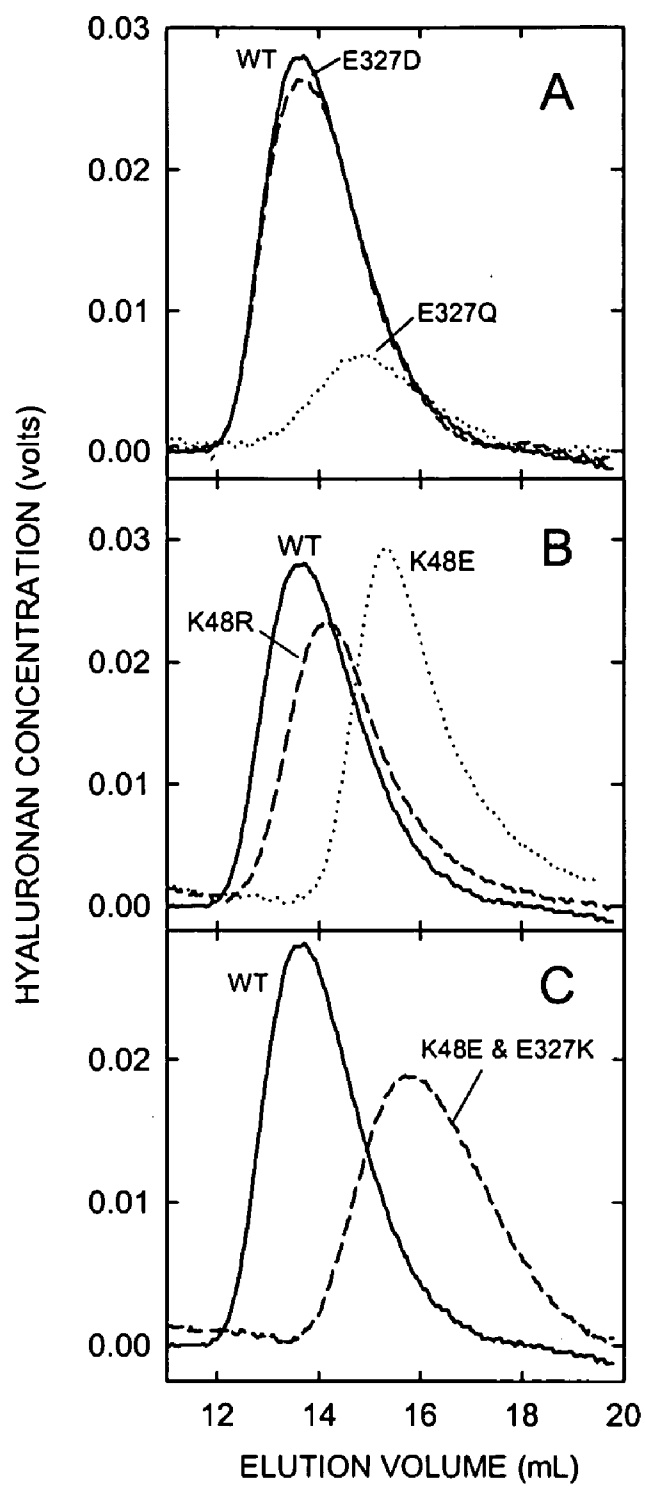 0.03
WT
E327D
A
0.02
0.01
E327Q
0.00
0.03
WT
B
K48E
K48R
0.02
0.01
0.00
WT
C
K48E & E327K
0.02
0.01
0.00
12 14 16 18 20
ELUTION VOLUME (mL)
HYALURONAN CONCENTRATION (volts)